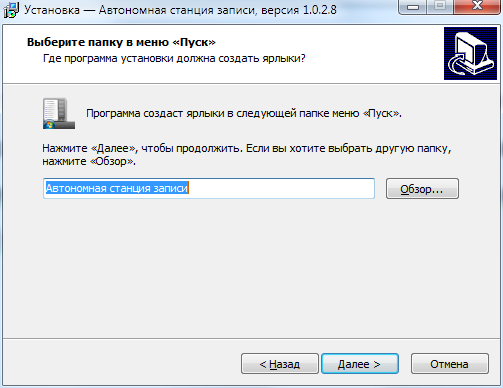 Установка — Автономная станция записи, версия 1.0.2.8
Выберите папку в меню «Пуск»
Где программа установки должна создать ярлыки?
Программа создаст ярлыки в следующей папке меню «Пуск».
Нажмите «Далее», чтобы продолжить. Если вы хотите выбрать другую папку,
нажмите «Обзор».
Автономная станция записи
Обзор...
< Назад
Далее >
Отмена